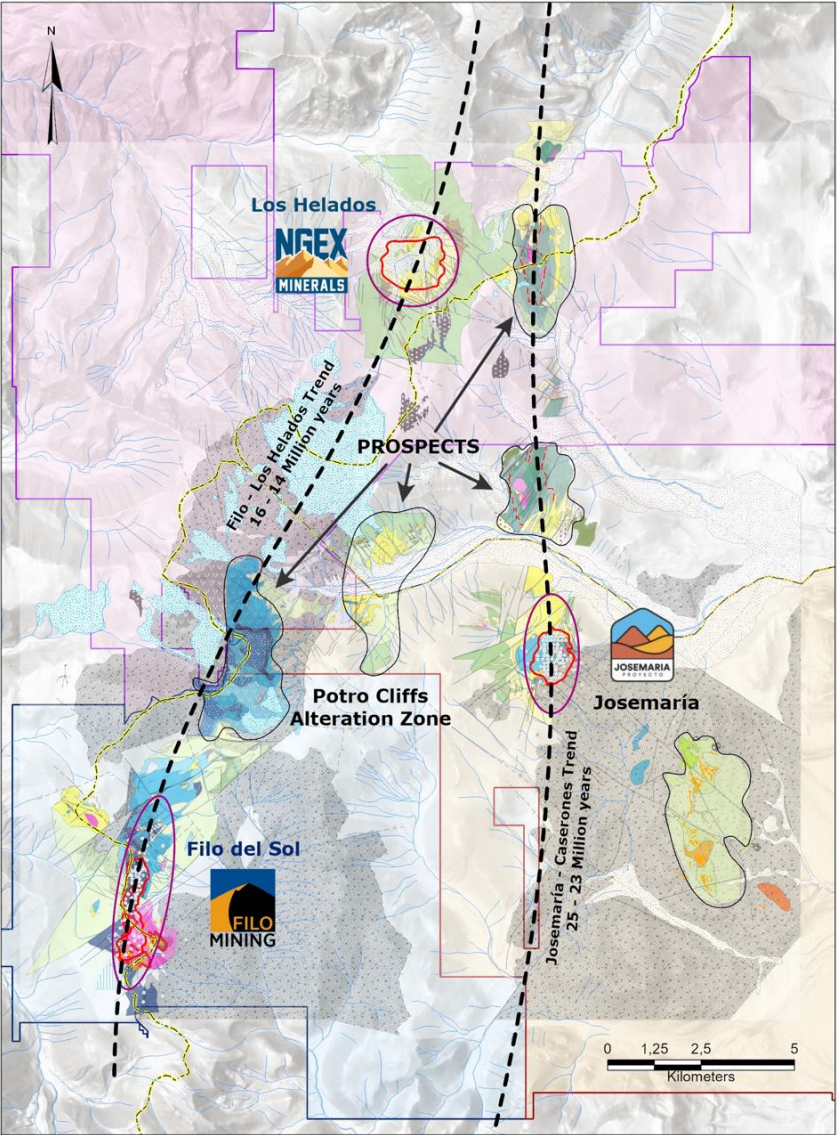 N
Los Helados
NGEX
MINERALS
Filo - Los Helados Trend
16 - 14 Million years
PROSPECTS
JOSEMARIA
PROYECTO
Josemaría
Potro Cliffs
Alteration Zone
Josemaría - Caserones Trend
25 - 23 Million years
Filo del Sol
FILO
MINING
0 1,25 2,5 5
Kilometers